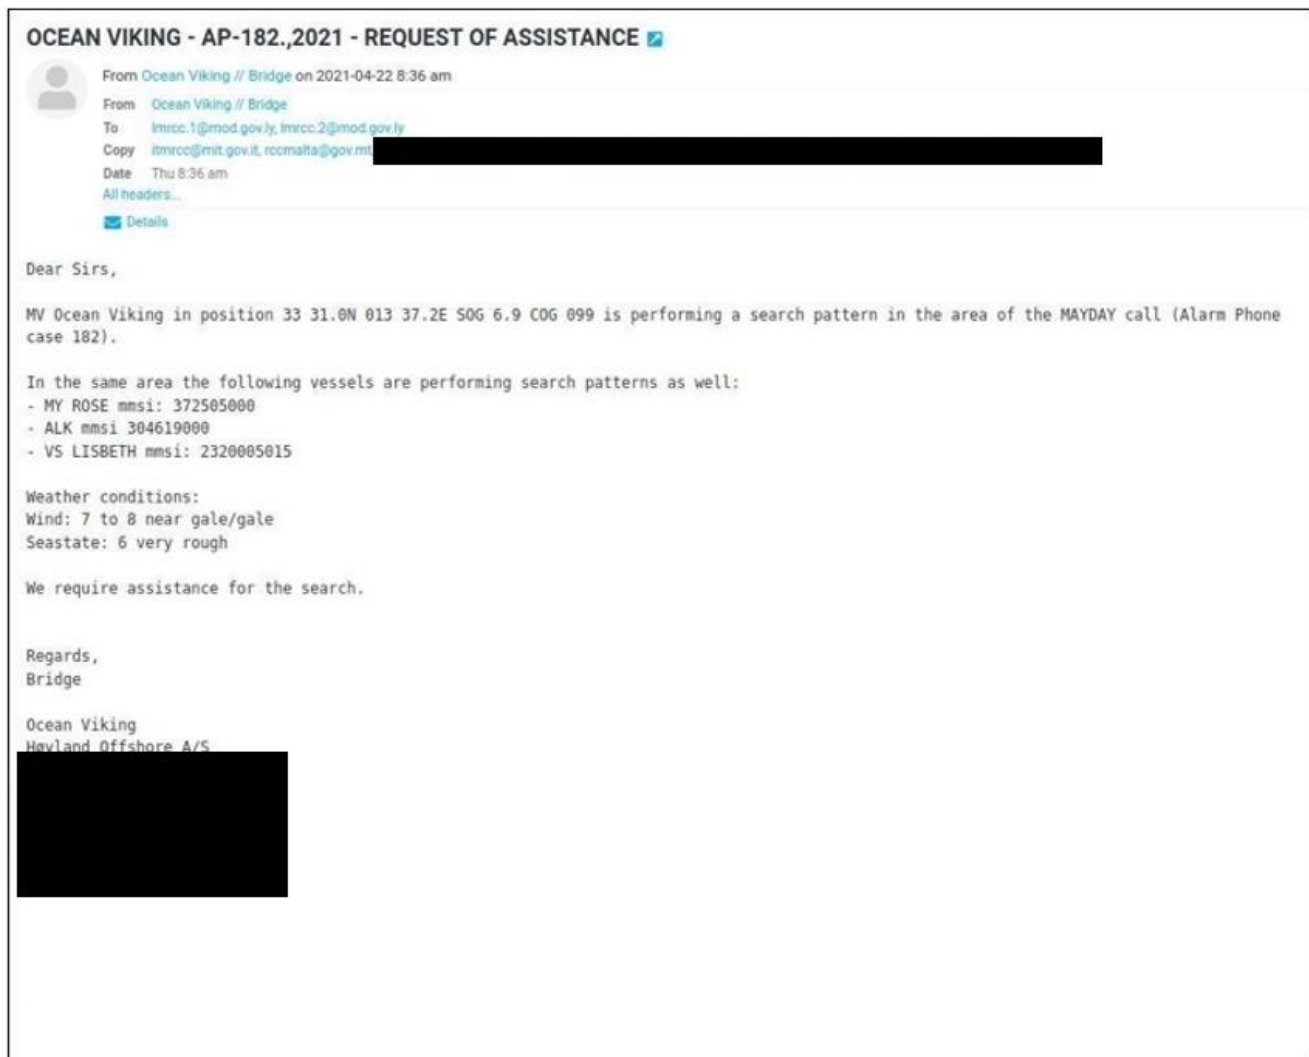 OCEAN VIKING - AP-182.,2021 - REQUEST OF ASSISTANCE
From Ocean Viking // Bridge on 2021-04-22 8:36 am
From Ocean Viking // Bridge
To lmrcc.1@mod.gov.ly, lmrcc.2@mod.gov.ly
Copy itmrcc@mit.gov.it, rccmalta@gov.mt,
Date Thu 8:36 am
All headers...
Details
Dear Sirs,
MV Ocean Viking in position 33 31.0N 013 37.2E SOG 6.9 COG 099 is performing a search pattern in the area of the MAYDAY call (Alarm Phone
case 182).
In the same area the following vessels are performing search patterns as well:
- MY ROSE mmsi: 372505000
- ALK mmsi 304619000
- VS LISBETH mmsi: 2320005015
Weather conditions:
Wind: 7 to 8 near gale/gale
Seastate: 6 very rough
We require assistance for the search.
Regards,
Bridge
Ocean Viking
Høyland Offshore A/S